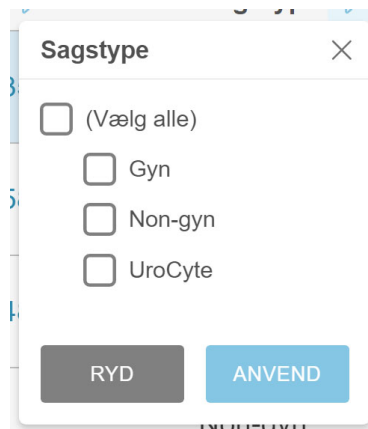 Sagstype
(Vælg alle)
Gyn
Non-gyn
UroCyte
RYD
ANVEND